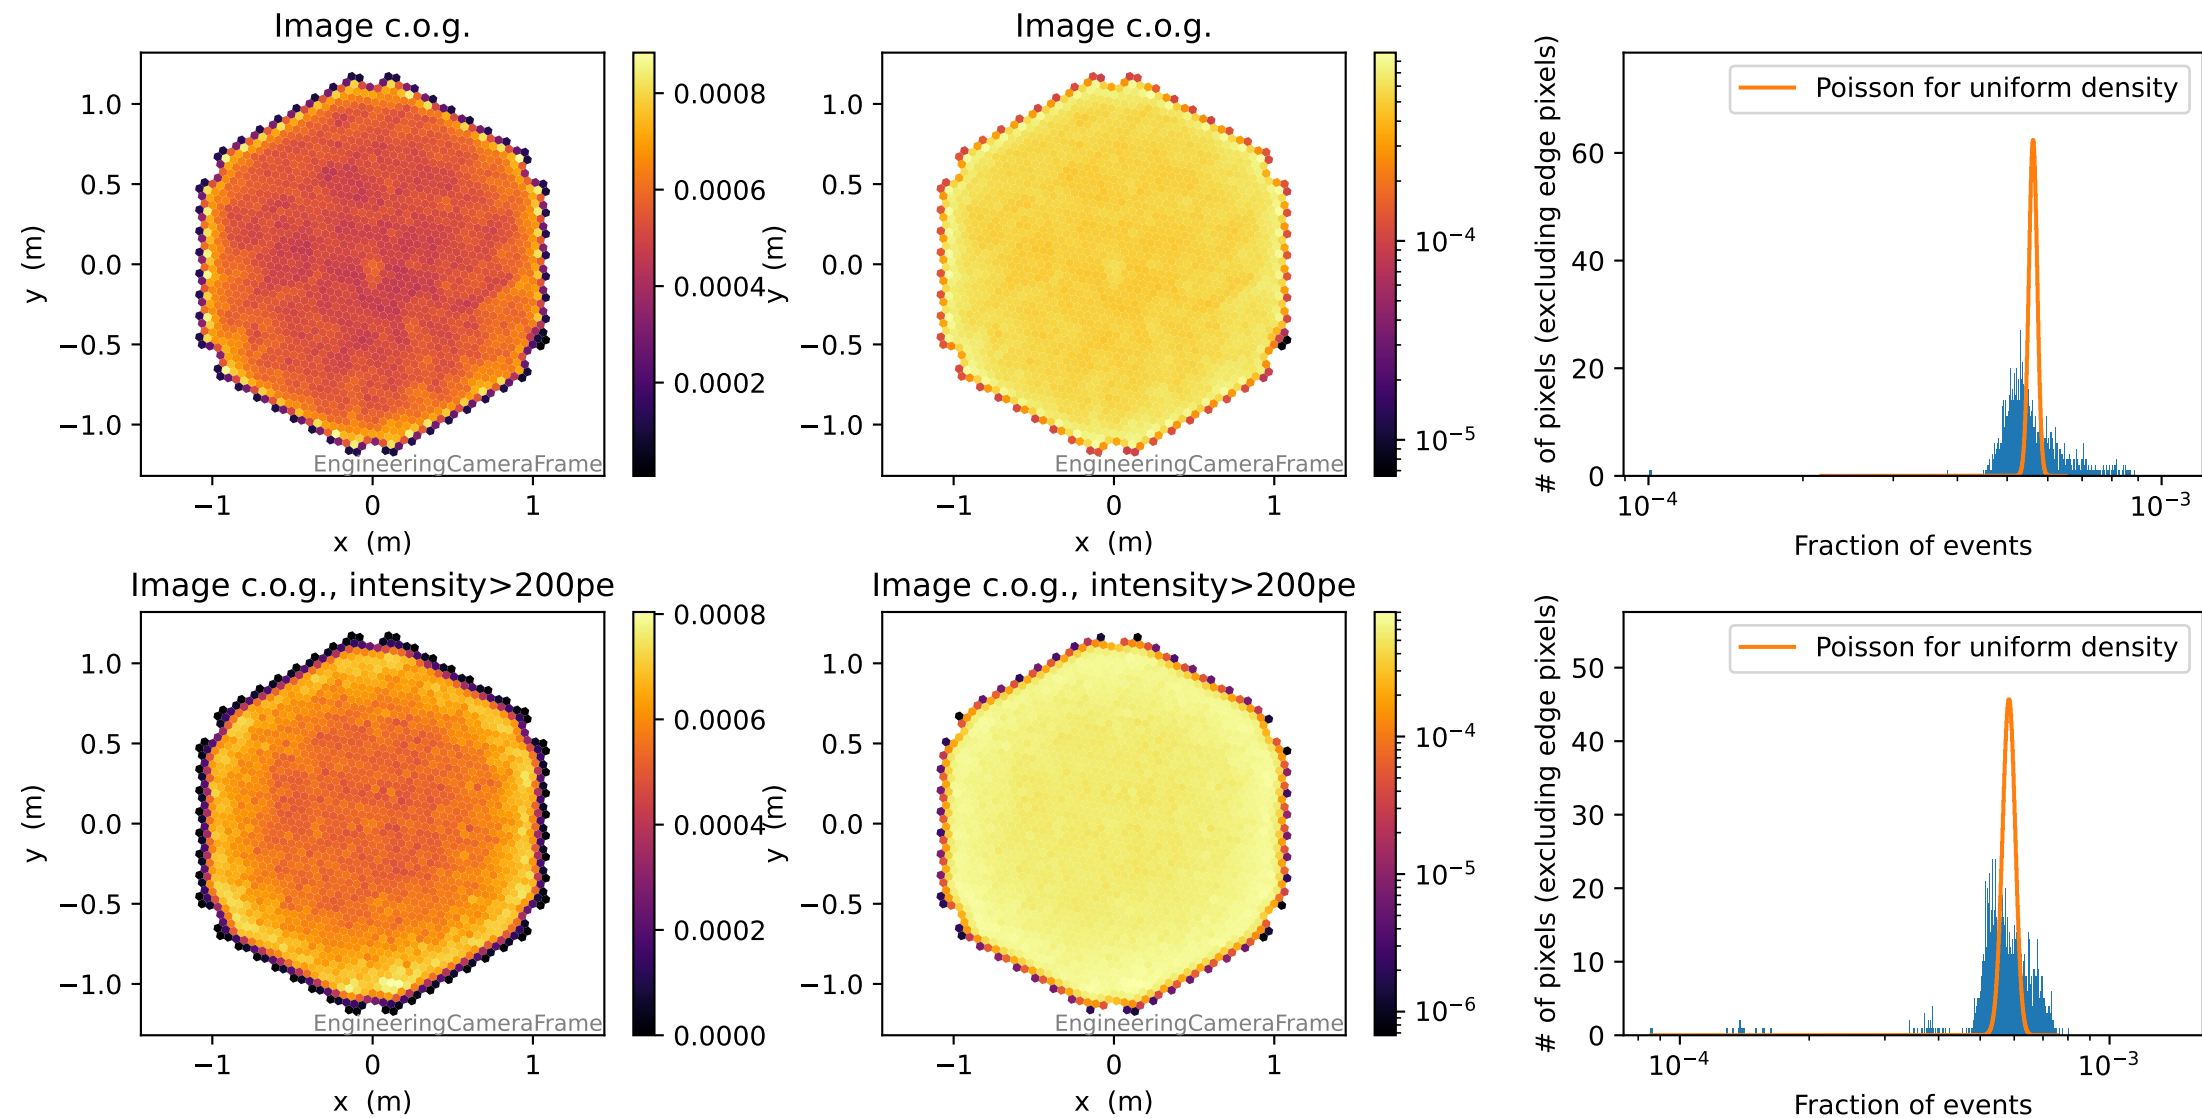 Image c.o.g.
1.0
0.5
0.0
−0.5
−1.0
y (m)
−1
0
1
x (m)
EngineeringCameraFrame
0.0008
0.0006
0.0004
0.0002
Image c.o.g.
1.0
0.5
0.0
−0.5
−1.0
y (m)
−1
0
1
x (m)
EngineeringCameraFrame
10−4
10−5
# of pixels (excluding edge pixels)
60
40
20
0
Poisson for uniform density
10−4
10−3
Fraction of events
Image c.o.g., intensity>200pe
1.0
0.5
0.0
−0.5
−1.0
y (m)
−1
0
1
x (m)
EngineeringCameraFrame
0.0008
0.0006
0.0004
0.0002
0.0000
Image c.o.g., intensity>200pe
1.0
0.5
0.0
−0.5
−1.0
y (m)
−1
0
1
x (m)
EngineeringCameraFrame
10−4
10−5
10−6
# of pixels (excluding edge pixels)
50
40
30
20
10
0
Poisson for uniform density
10−4
10−3
Fraction of events